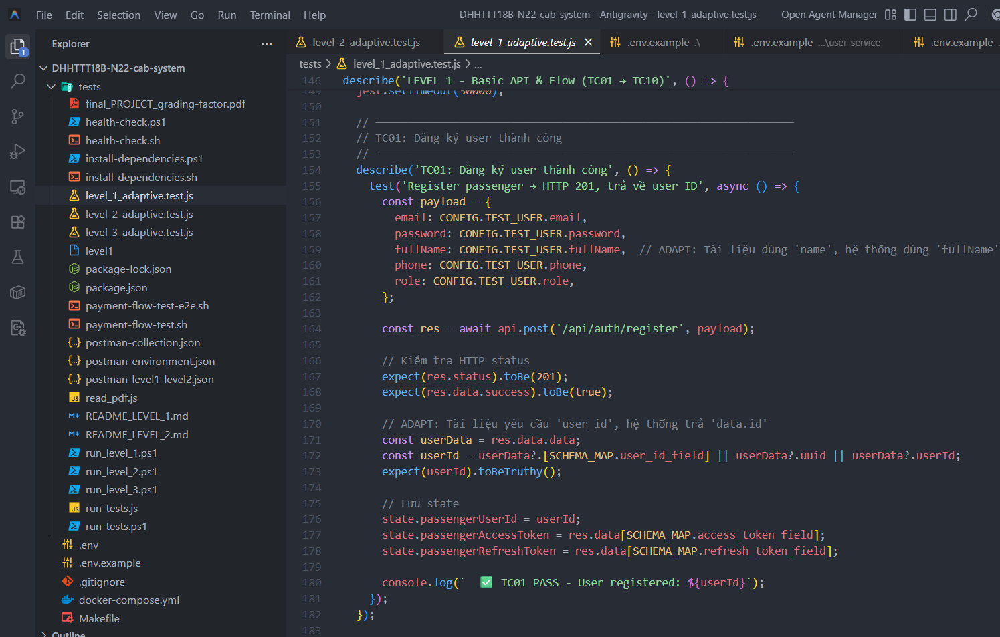 File Edit Selection View Go Run Terminal Help DHHTTT18B-N22-cab-system - Antigravity - level_1_adaptive.test.js Open Agent Manager
Explorer ...
level_2_adaptive.test.js level_1_adaptive.test.js .env.example .\ .env.example ...\user-service .env.example .
DHHTTT18B-N22-cab-system
tests
final_PROJECT_grading-factor.pdf
health-check.ps1
health-check.sh
install-dependencies.ps1
install-dependencies.sh
level_1_adaptive.test.js
level_2_adaptive.test.js
level_3_adaptive.test.js
level1
package-lock.json
package.json
payment-flow-test-e2e.sh
payment-flow-test.sh
postman-collection.json
postman-environment.json
postman-level1-level2.json
read_pdf.js
README_LEVEL_1.md
README_LEVEL_2.md
run_level_1.ps1
run_level_2.ps1
run_level_3.ps1
run-tests.js
run-tests.ps1
.env
.env.example
.gitignore
docker-compose.yml
Makefile
Outline
1
tests > level_1_adaptive.test.js > ...
146 describe('LEVEL 1 - Basic API & Flow (TC01 → TC10)', () => {
149 jest.setTimeout(30000);
150
151 // ─────────────────────────────────────────────────────────────────
152 // TC01: Đăng ký user thành công
153 // ─────────────────────────────────────────────────────────────────
154 describe('TC01: Đăng ký user thành công', () => {
155 test('Register passenger → HTTP 201, trả về user ID', async () => {
156 const payload = {
157 email: CONFIG.TEST_USER.email,
158 password: CONFIG.TEST_USER.password,
159 fullName: CONFIG.TEST_USER.fullName, // ADAPT: Tài liệu dùng 'name', hệ thống dùng 'fullName'
160 phone: CONFIG.TEST_USER.phone,
161 role: CONFIG.TEST_USER.role,
162 };
163
164 const res = await api.post('/api/auth/register', payload);
165
166 // Kiểm tra HTTP status
167 expect(res.status).toBe(201);
168 expect(res.data.success).toBe(true);
169
170 // ADAPT: Tài liệu yêu cầu 'user_id', hệ thống trả 'data.id'
171 const userData = res.data.data;
172 const userId = userData?.[SCHEMA_MAP.user_id_field] || userData?.uuid || userData?.userId;
173 expect(userId).toBeTruthy();
174
175 // Lưu state
176 state.passengerUserId = userId;
177 state.passengerAccessToken = res.data[SCHEMA_MAP.access_token_field];
178 state.passengerRefreshToken = res.data[SCHEMA_MAP.refresh_token_field];
179
180 console.log(`  ✅ TC01 PASS - User registered: ${userId}`);
181 });
182 });
183